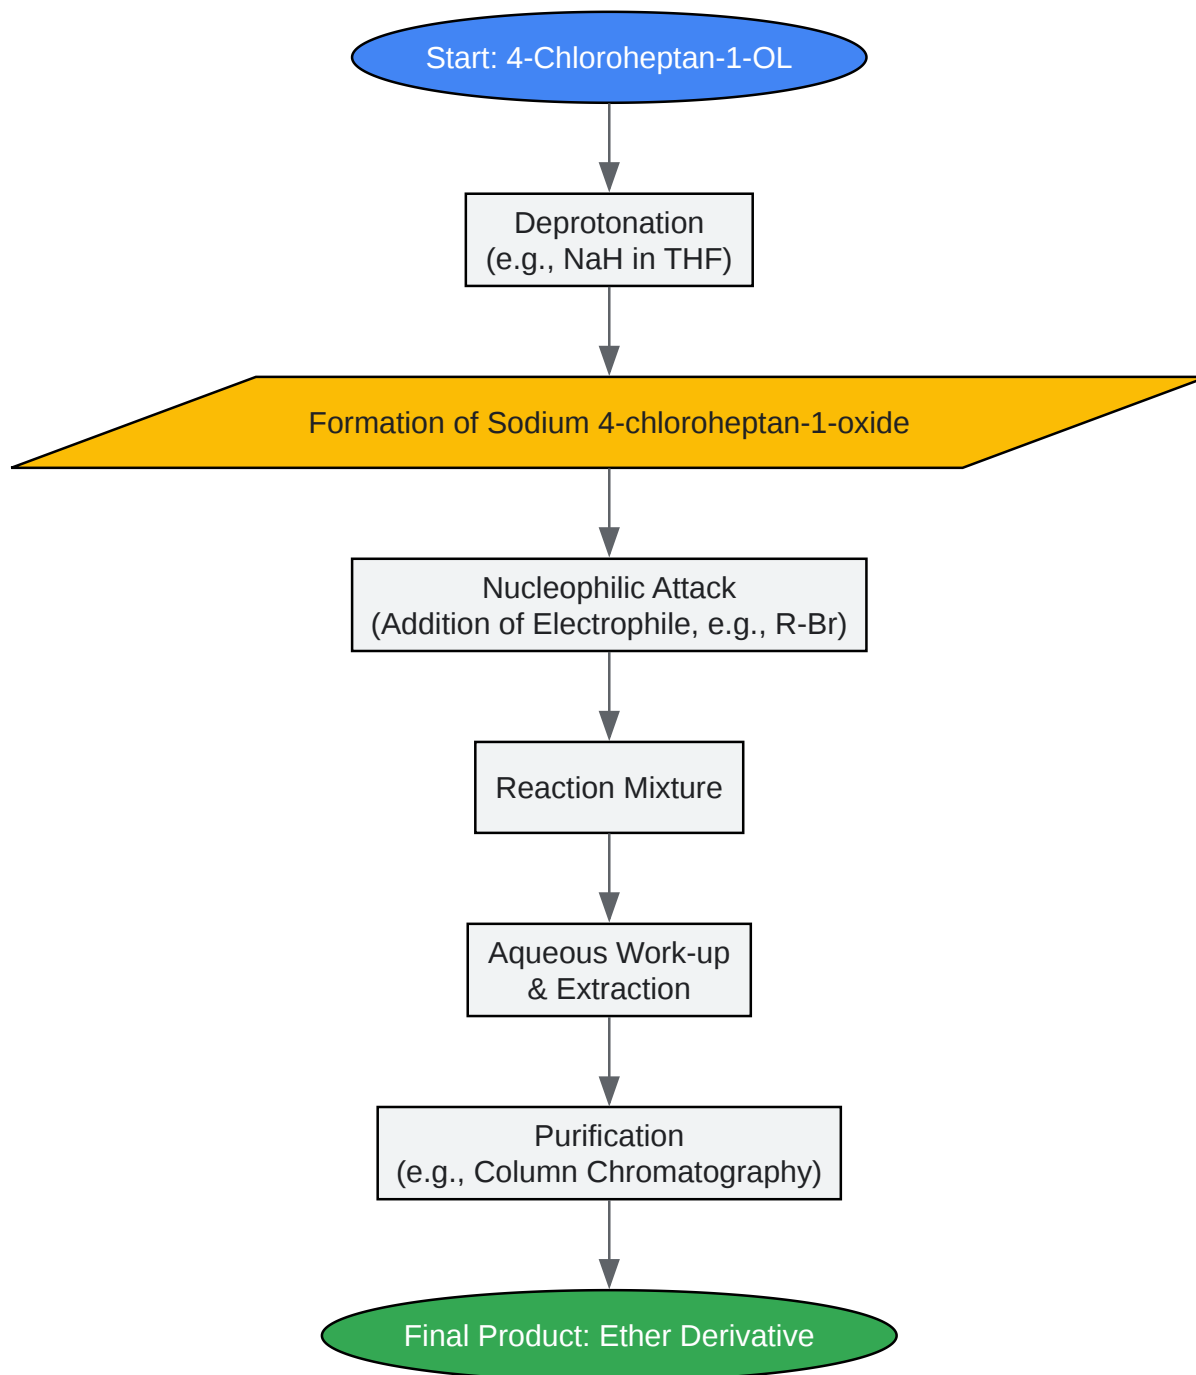 Start: 4-Chloroheptan-1-OL
Deprotonation
(e.g., NaH in THF)
Formation of Sodium 4-chloroheptan-1-oxide
Nucleophilic Attack
(Addition of Electrophile, e.g., R-Br)
Reaction Mixture
Aqueous Work-up
& Extraction
Purification
(e.g., Column Chromatography)
Final Product: Ether Derivative